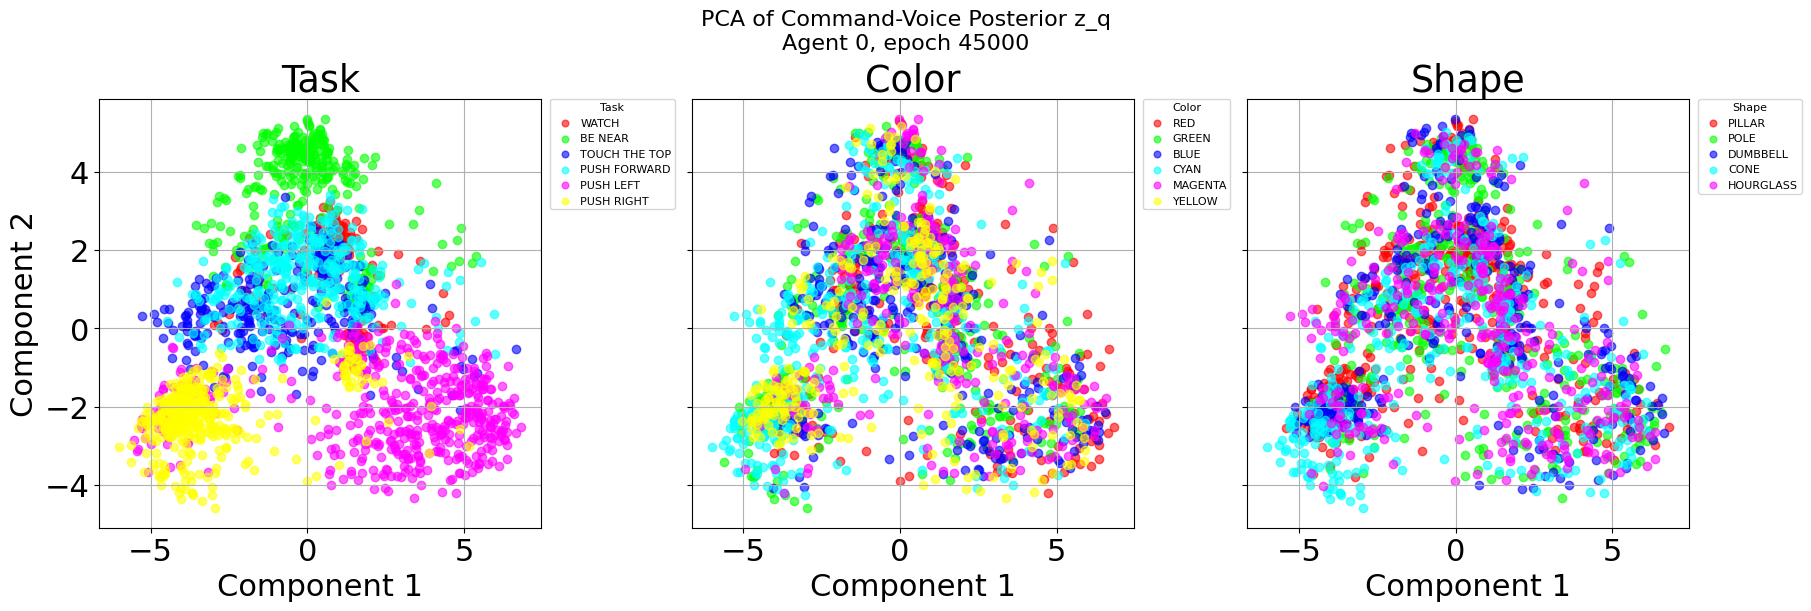 PCA of Command-Voice Posterior z_q
Agent 0, epoch 45000
Task
Component 2
4
2
0
−2
−4
−5 0 5
Component 1
Task
WATCH
BE NEAR
TOUCH THE TOP
PUSH FORWARD
PUSH LEFT
PUSH RIGHT
Color
−5 0 5
Component 1
Color
RED
GREEN
BLUE
CYAN
MAGENTA
YELLOW
Shape
−5 0 5
Component 1
Shape
PILLAR
POLE
DUMBBELL
CONE
HOURGLASS